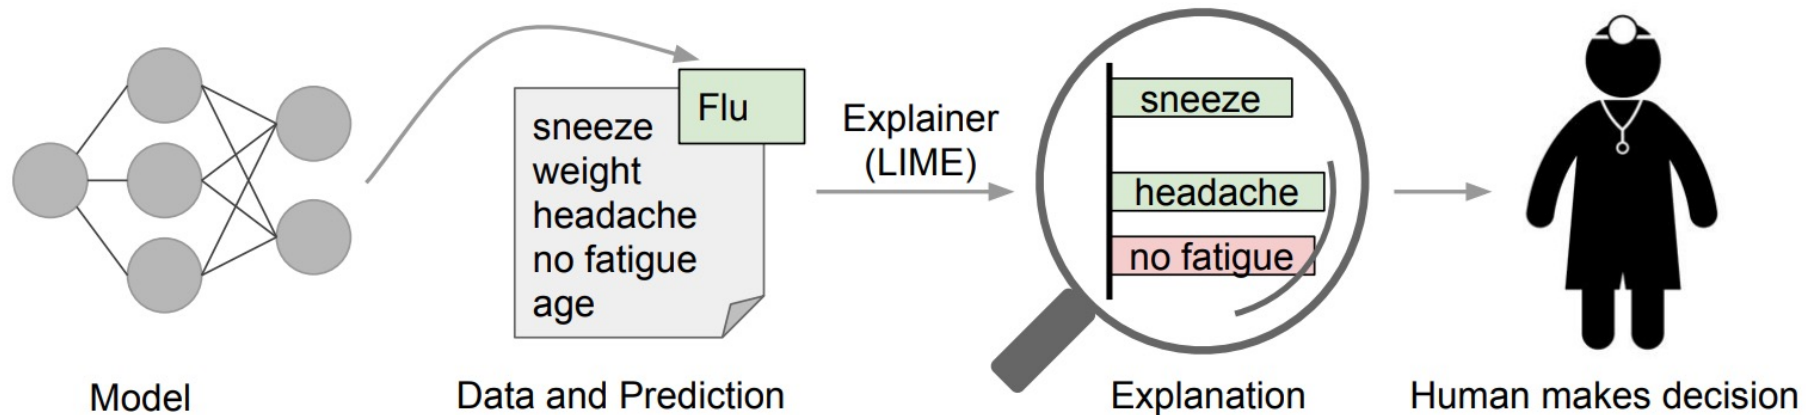 Flu
sneeze
weight
headache
no fatigue
age
Explainer
(LIME)
sneeze
headache
no fatigue
Model
Data and Prediction
Explanation
Human makes decision